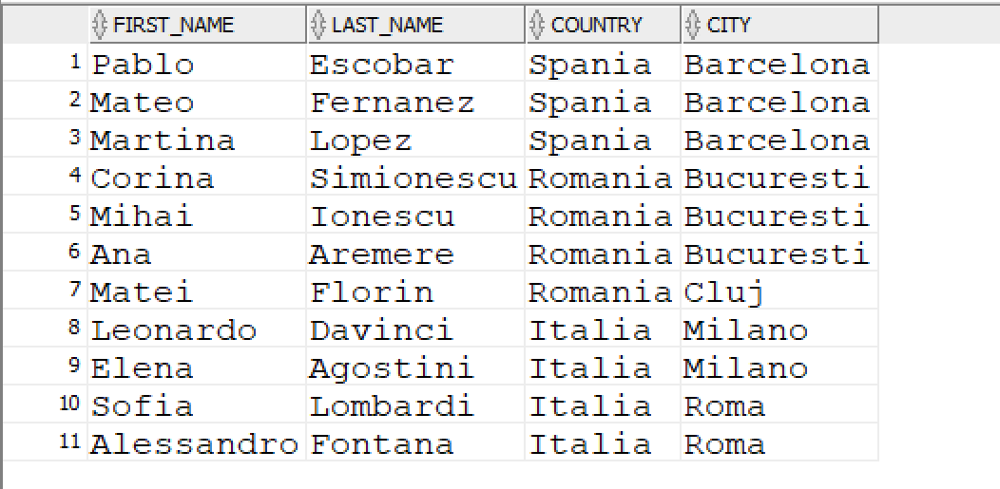 FIRST_NAME LAST_NAME COUNTRY CITY
1 Pablo Escobar Spania Barcelona
2 Mateo Fernanez Spania Barcelona
3 Martina Lopez Spania Barcelona
4 Corina Simionescu Romania Bucuresti
5 Mihai Ionescu Romania Bucuresti
6 Ana Aremere Romania Bucuresti
7 Matei Florin Romania Cluj
8 Leonardo Davinci Italia Milano
9 Elena Agostini Italia Milano
10 Sofia Lombardi Italia Roma
11 Alessandro Fontana Italia Roma